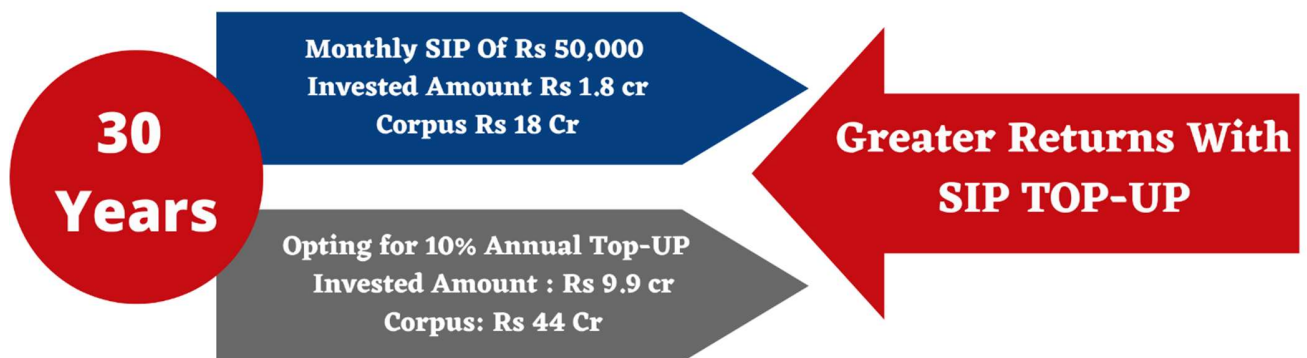 30
Years
Monthly SIP Of Rs 50,000
Invested Amount Rs 1.8 cr
Corpus Rs 18 Cr
Opting for 10% Annual Top-UP
Invested Amount : Rs 9.9 cr
Corpus: Rs 44 Cr
Greater Returns With
SIP TOP-UP